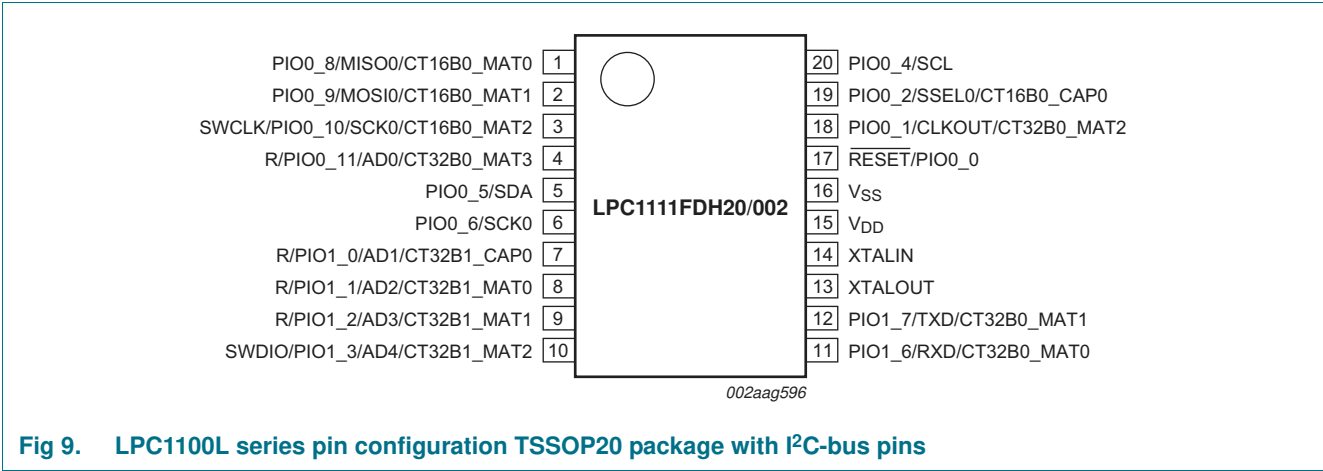 PIO0_8/MISO0/CT16B0_MAT0 1
PIO0_9/MOSI0/CT16B0_MAT1 2
SWCLK/PIO0_10/SCK0/CT16B0_MAT2 3
R/PIO0_11/AD0/CT32B0_MAT3 4
PIO0_5/SDA 5
PIO0_6/SCK0 6
R/PIO1_0/AD1/CT32B1_CAP0 7
R/PIO1_1/AD2/CT32B1_MAT0 8
R/PIO1_2/AD3/CT32B1_MAT1 9
SWDIO/PIO1_3/AD4/CT32B1_MAT2 10
LPC1111FDH20/002
20 PIO0_4/SCL
19 PIO0_2/SSEL0/CT16B0_CAP0
18 PIO0_1/CLKOUT/CT32B0_MAT2
17 RESET/PIO0_0
16 VSS
15 VDD
14 XTALIN
13 XTALOUT
12 PIO1_7/TXD/CT32B0_MAT1
11 PIO1_6/RXD/CT32B0_MAT0
002aag596
Fig 9. LPC1100L series pin configuration TSSOP20 package with I2C-bus pins